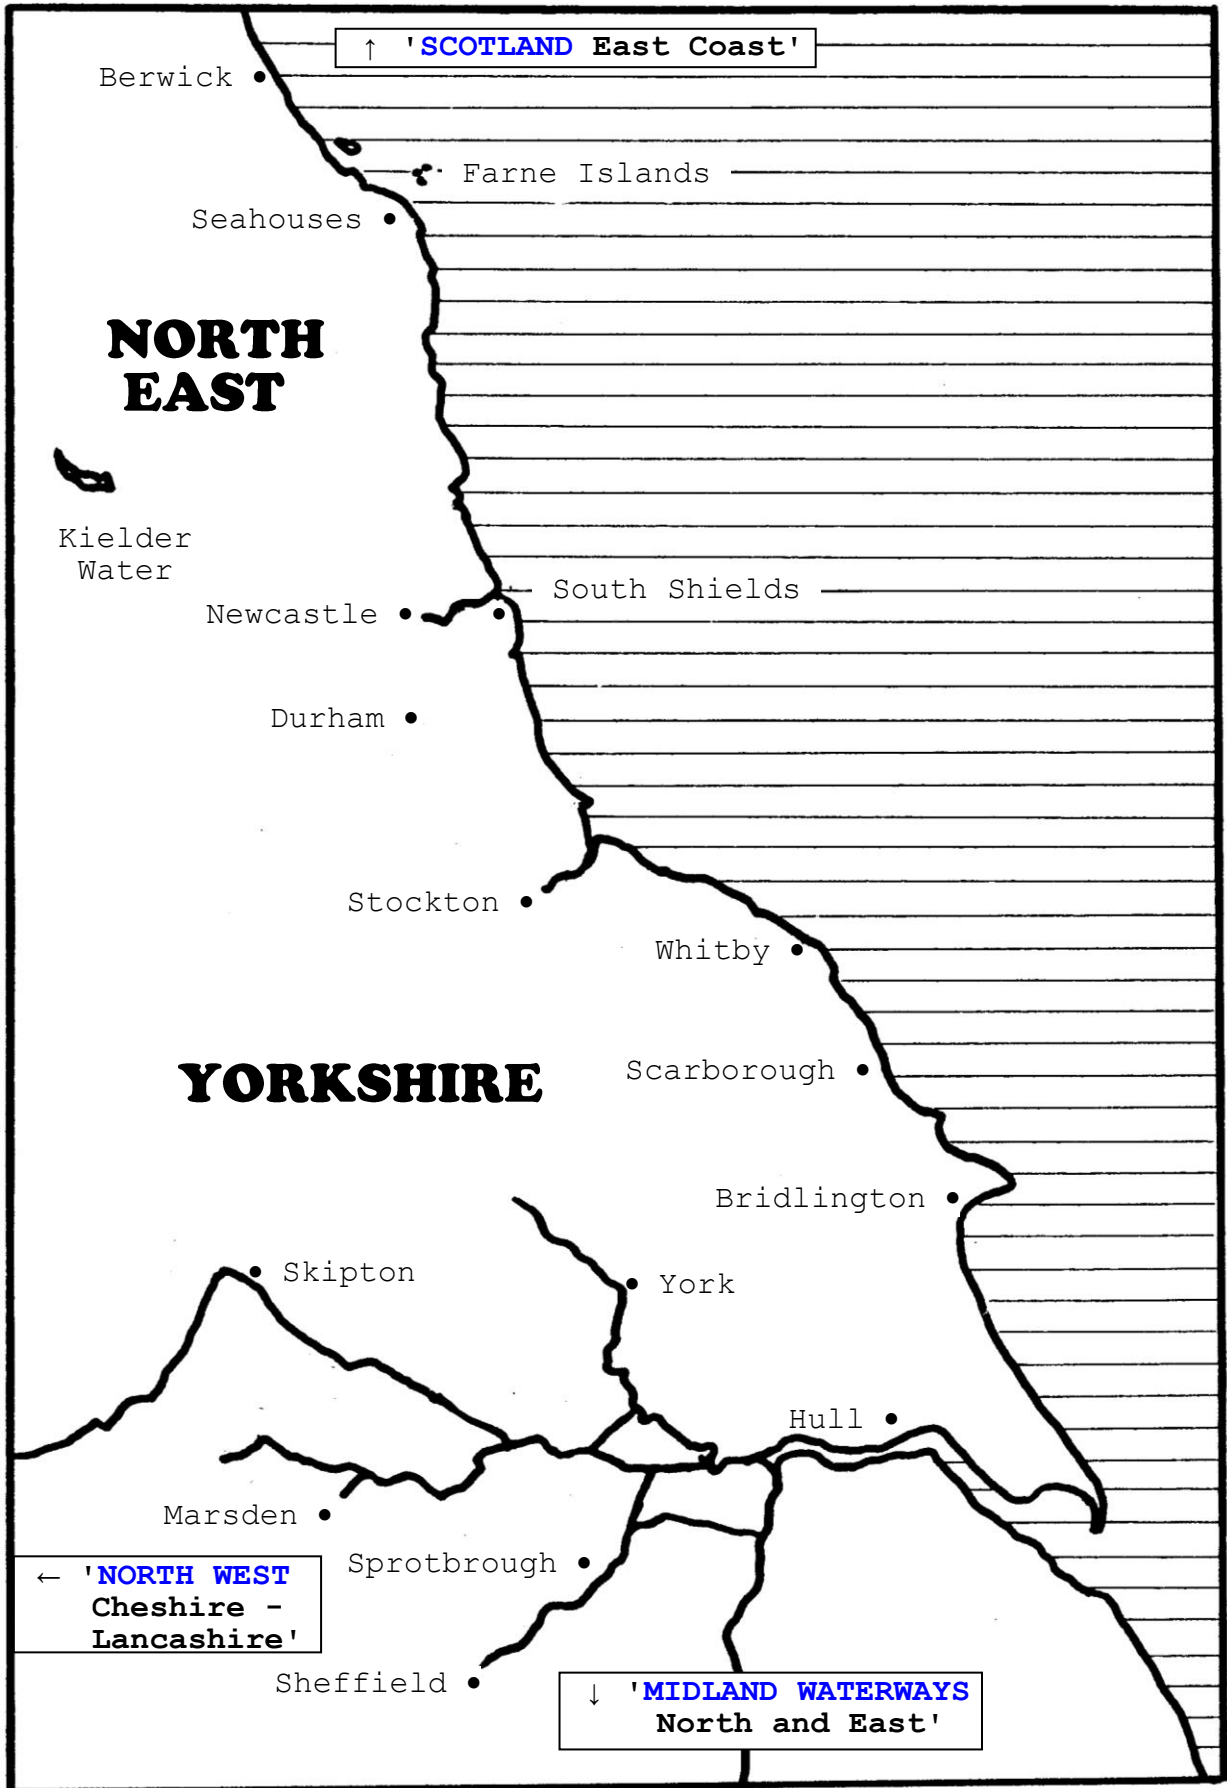 ↑ 'SCOTLAND East Coast'
Berwick
Farne Islands
Seahouses
NORTH
EAST
Kielder
Water
South Shields
Newcastle
Durham
Stockton
Whitby
YORKSHIRE
Scarborough
Bridlington
Skipton
York
Hull
Marsden
Sprotbrough
← 'NORTH WEST
Cheshire -
Lancashire'
Sheffield
↓ 'MIDLAND WATERWAYS
North and East'